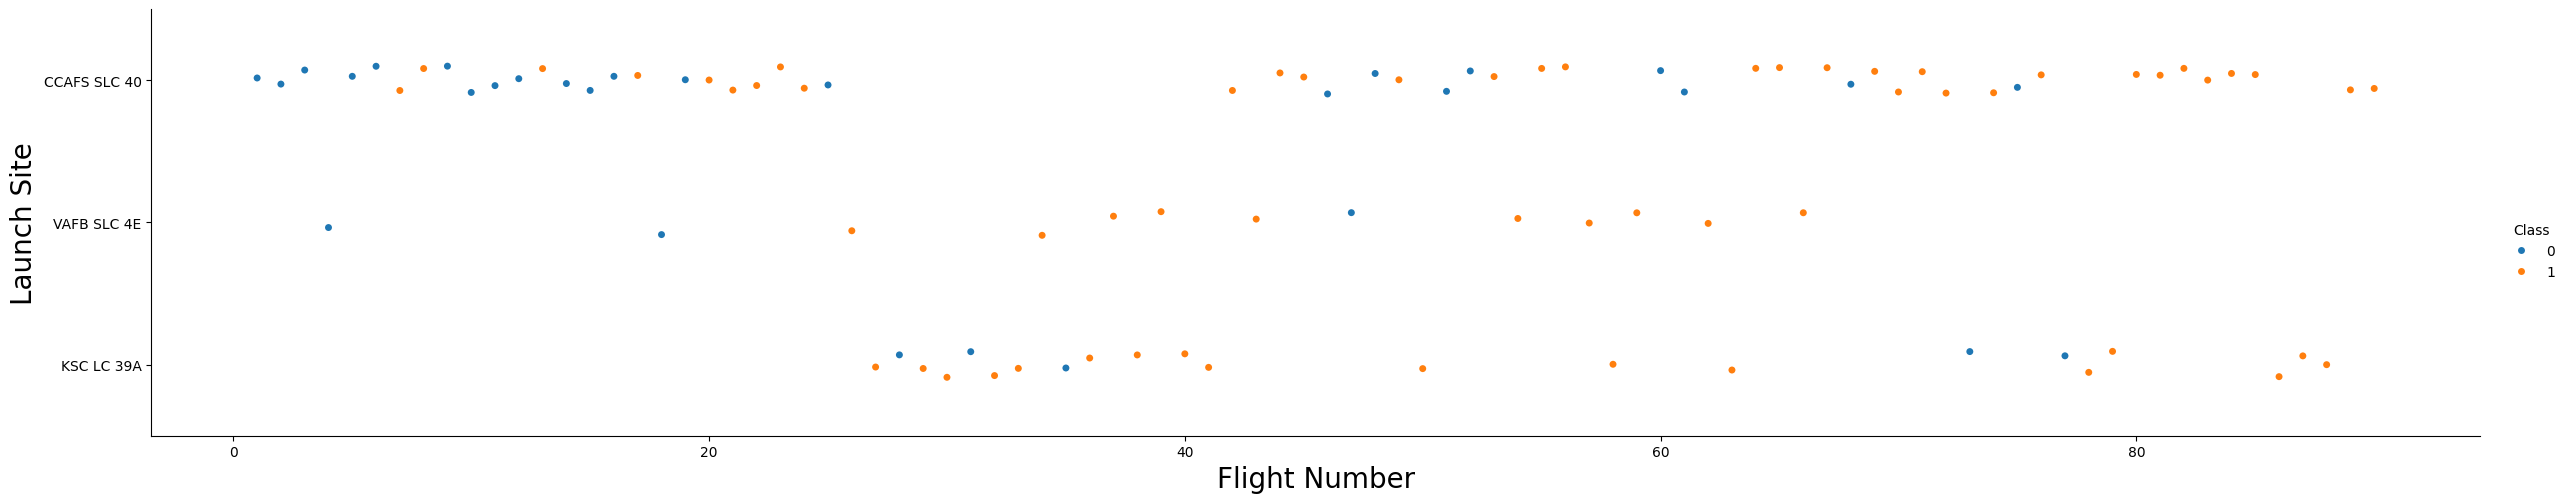 CCAFS SLC 40
VAFB SLC 4E
KSC LC 39A
Launch Site
0 20 40 60 80
Flight Number
Class
0
1